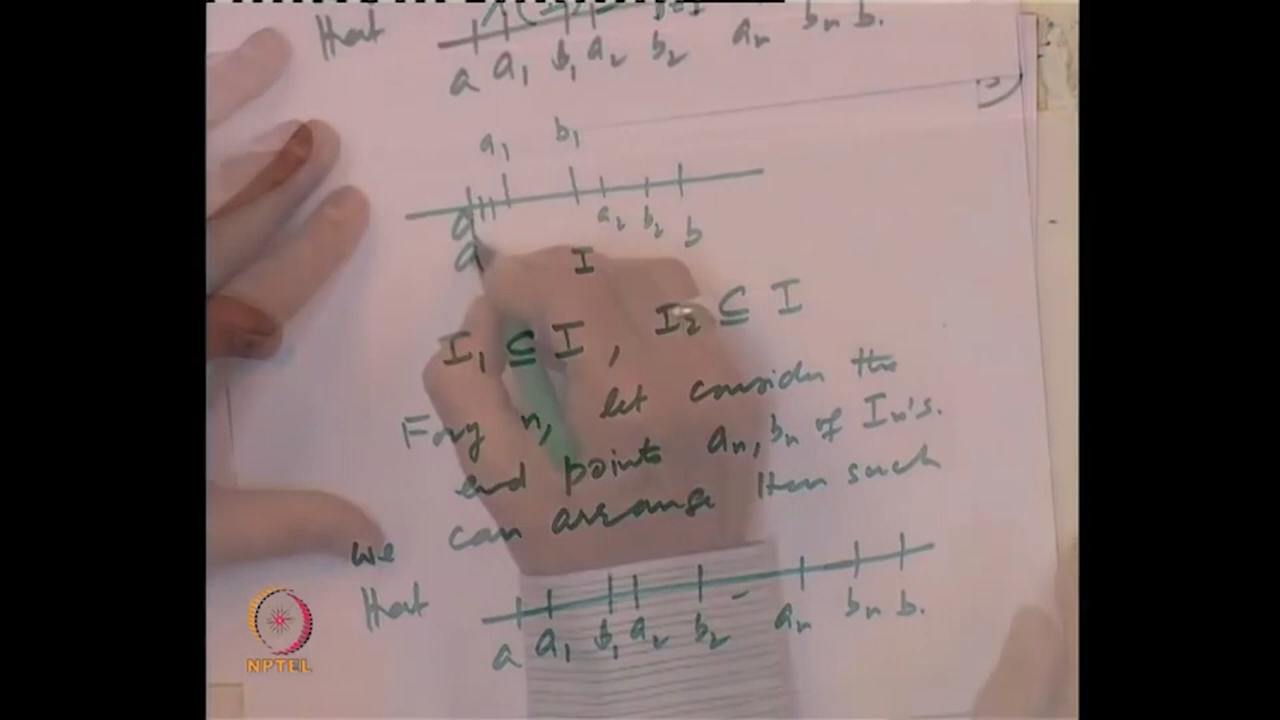 that
a a₁ b₁ a₂ b₂ aₙ bₙ b.
a₁ b₁
a a₂ b₂ b
a I
I₁ ⊆ I , I₂ ⊆ I
n, let consider the
end points aₙ, bₙ of Iₙ's.
we can arrange them such
that
a a₁ b₁ a₂ b₂ - aₙ bₙ b.
NPTEL